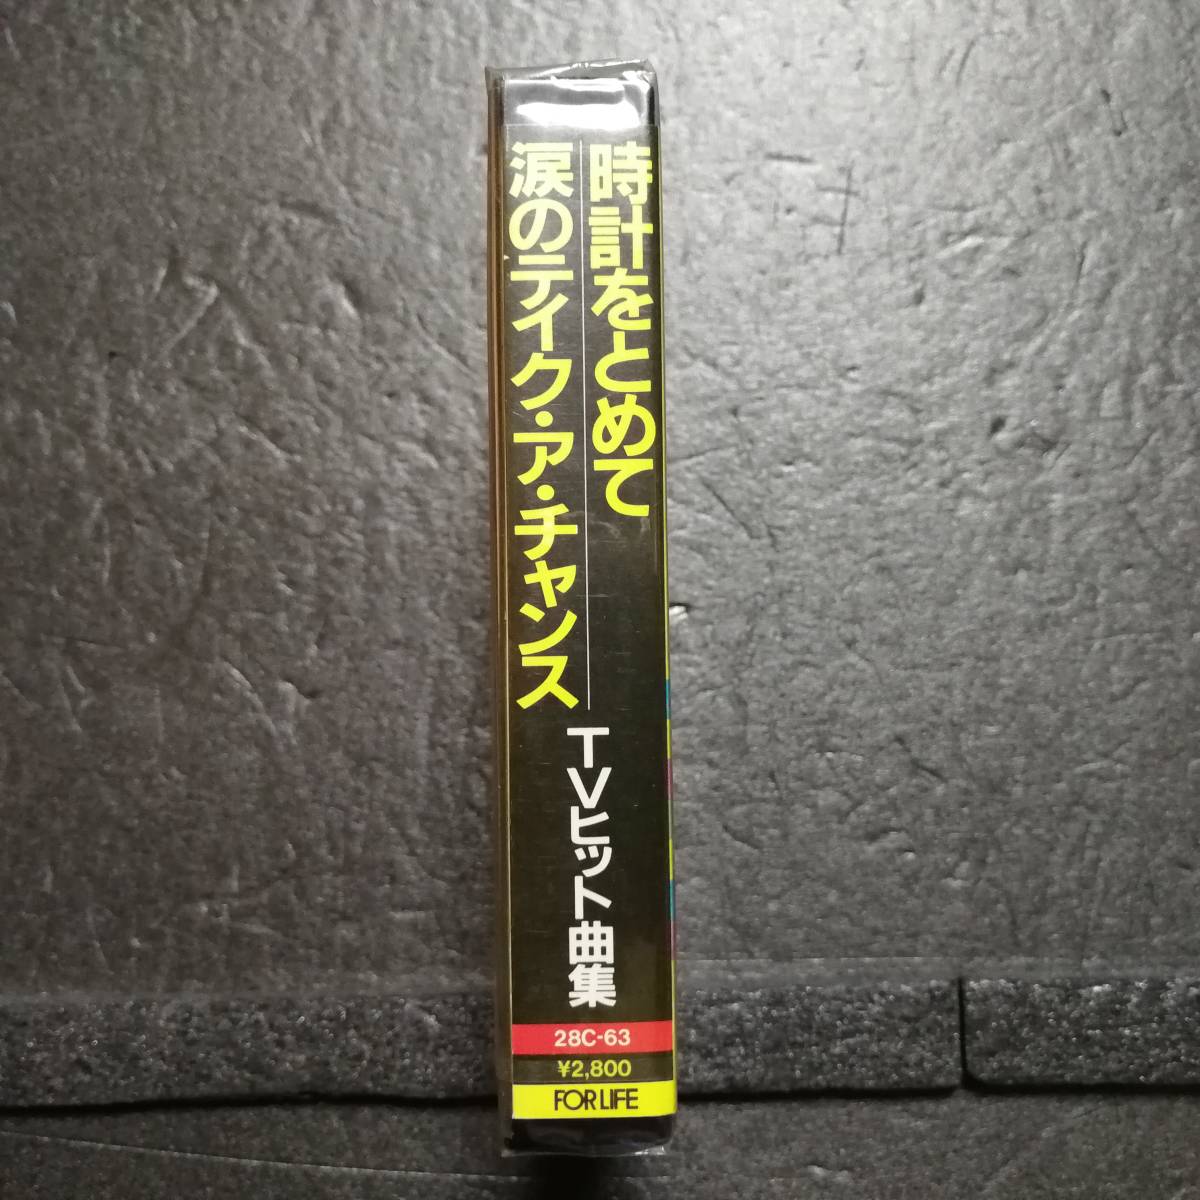 時計をとめて
涙のテイク・ア・チャンス
TVヒット曲集
28C-63
¥2,800
FOR LIFE